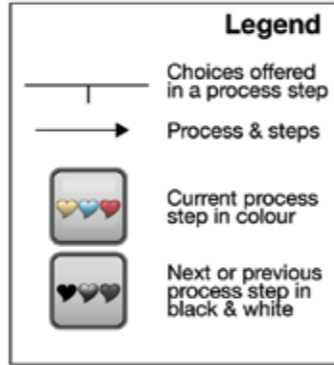 Legend
Choices offered
in a process step
Process & steps
Current process
step in colour
Next or previous
process step in
black & white